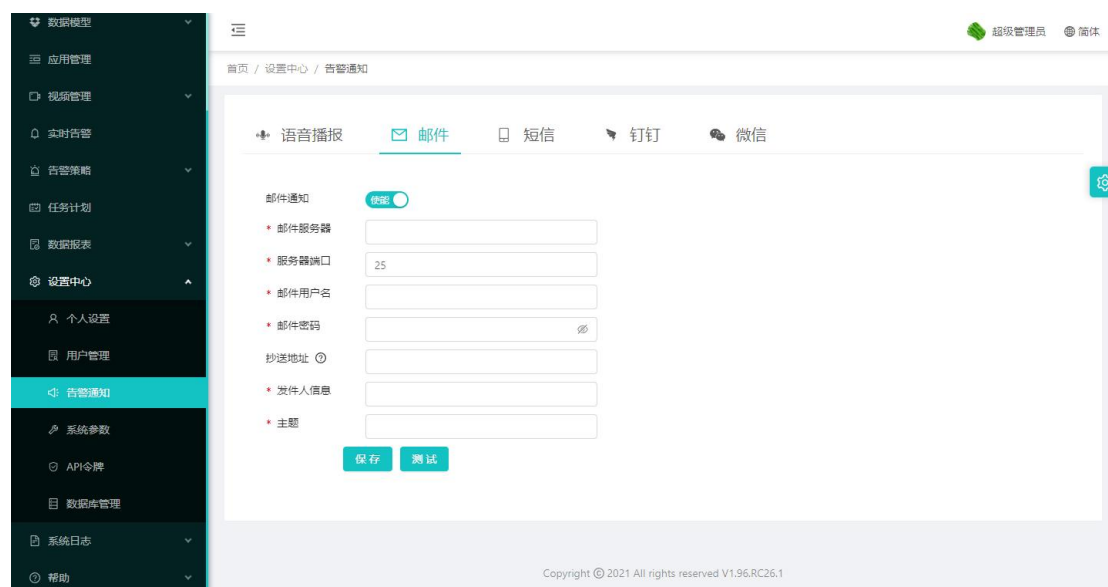 数据模型
应用管理
视频管理
实时告警
告警策略
任务计划
数据报表
设置中心
个人设置
用户管理
告警通知
系统参数
API令牌
数据库管理
系统日志
帮助
超级管理员 简体
首页 / 设置中心 / 告警通知
语音播报 邮件 短信 钉钉 微信
邮件通知 使能
* 邮件服务器
* 服务器端口 25
* 邮件用户名
* 邮件密码
抄送地址
* 发件人信息
* 主题
保存 测试
Copyright © 2021 All rights reserved V1.96.RC26.1